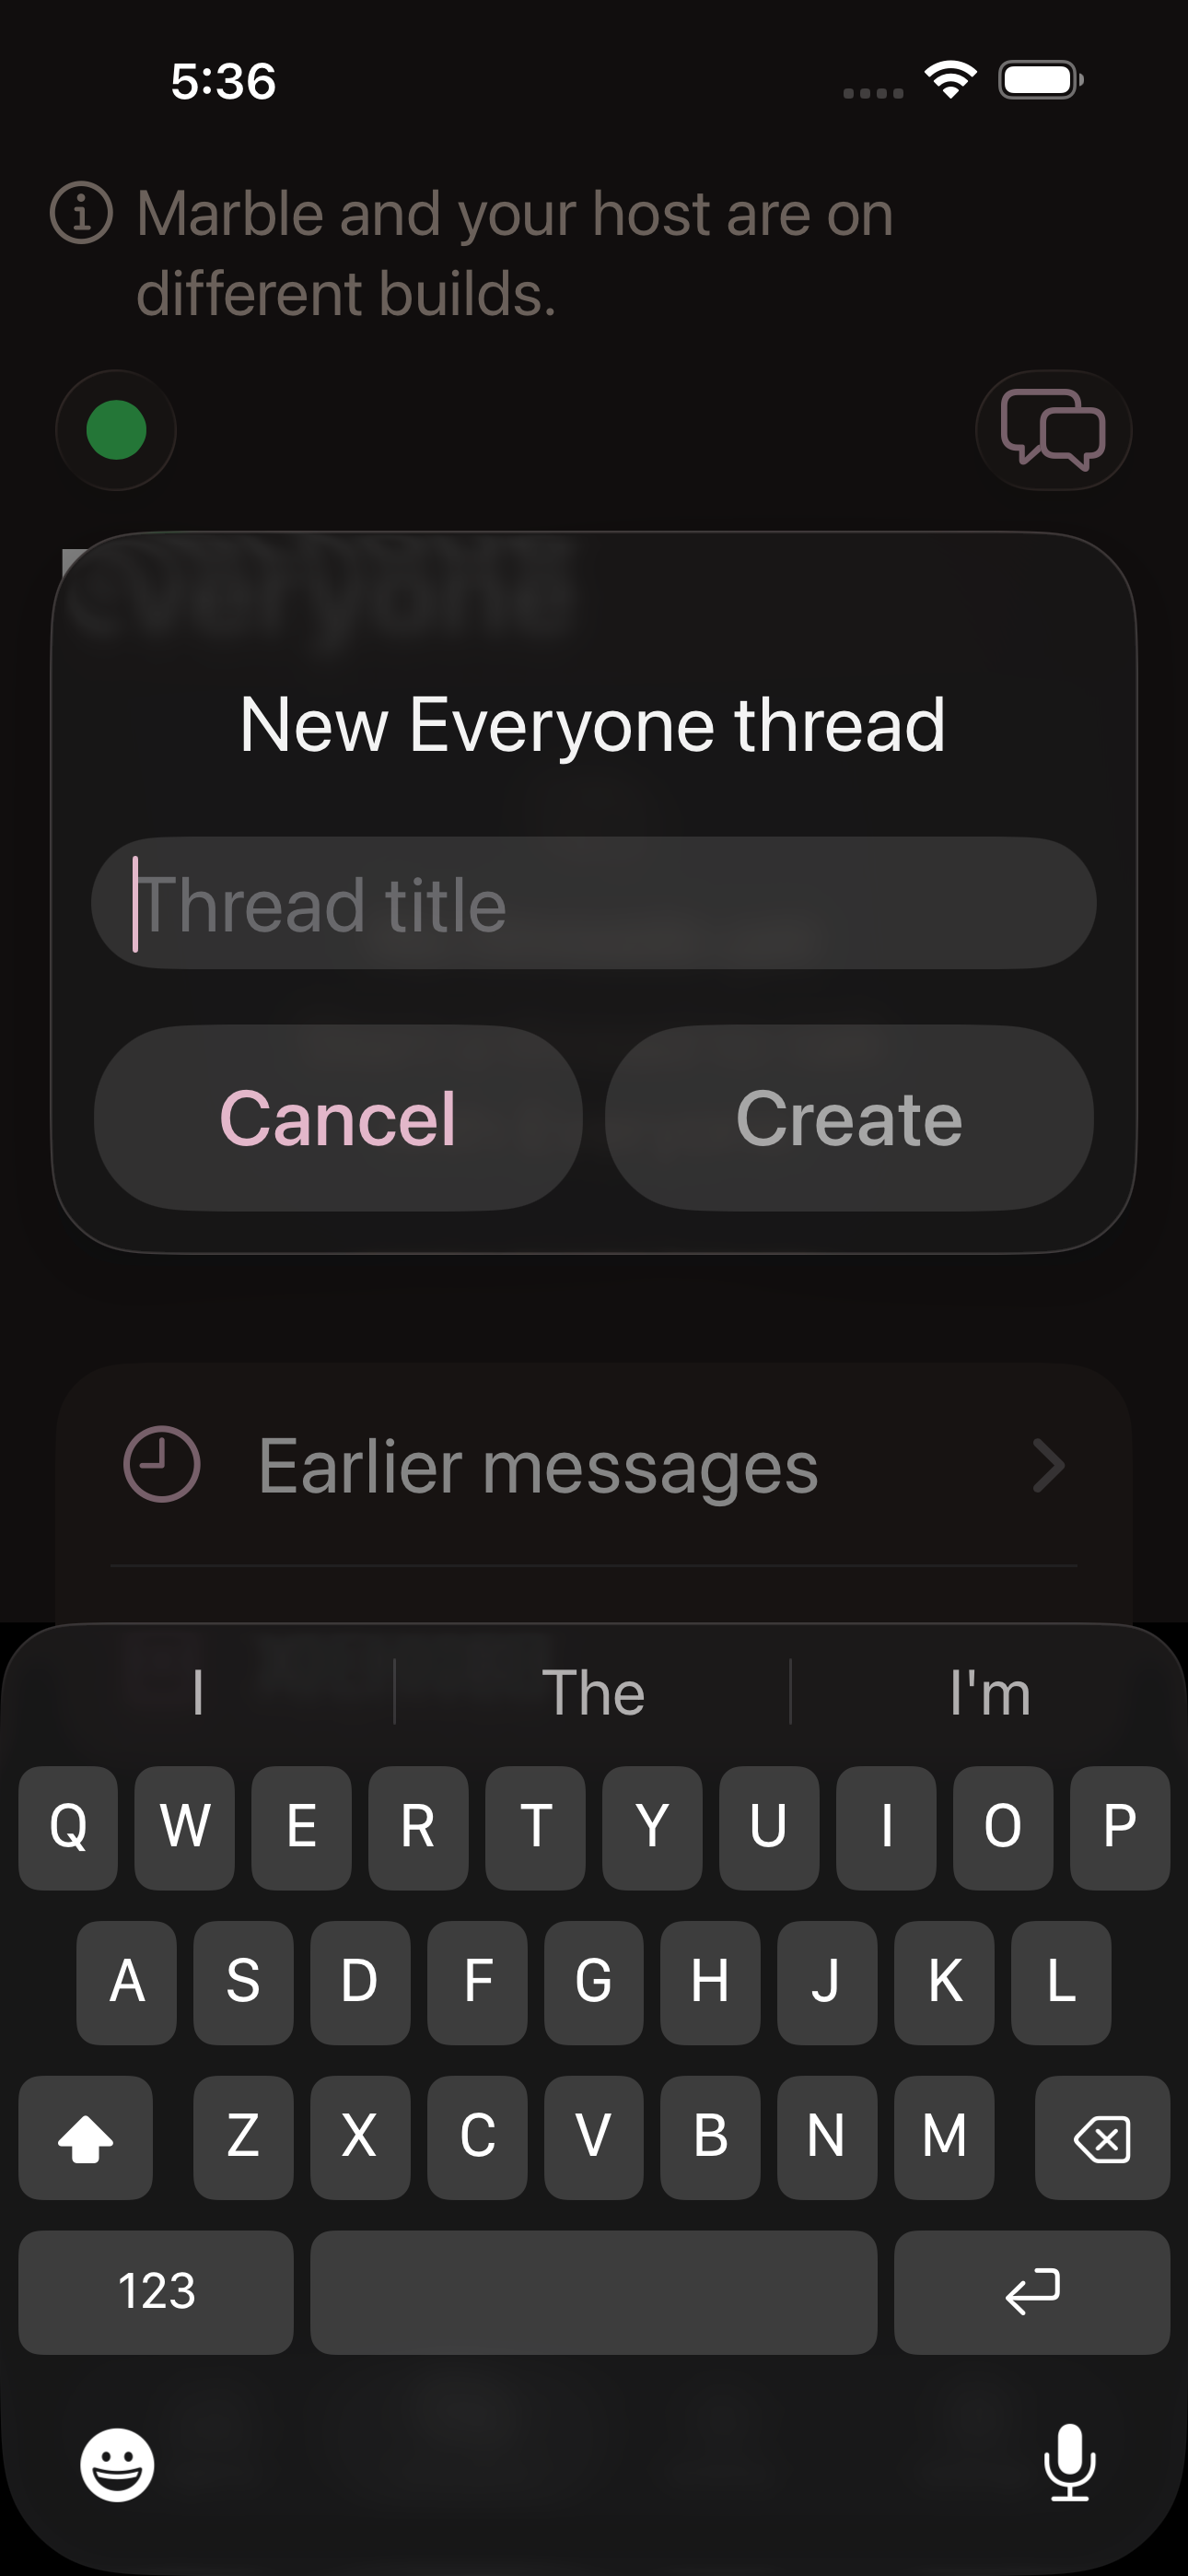 5:36
Marble and your host are on
different builds.
everyone
New Everyone thread
Thread title
Cancel
Create
Earlier messages
I
The
I'm
Q W E R T Y U I O P
A S D F G H J K L
Z X C V B N M
123